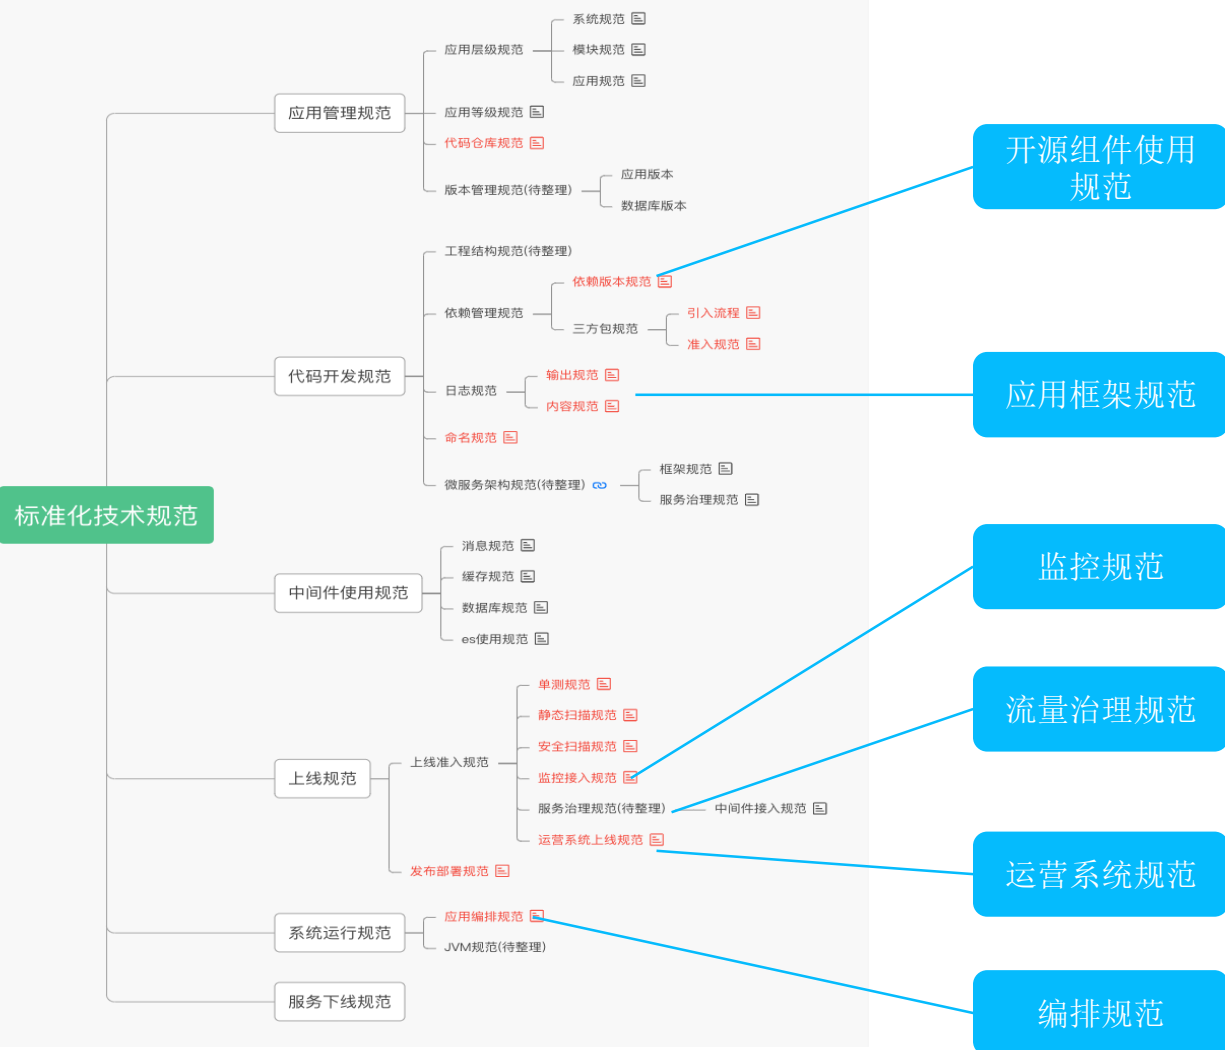 系统规范
应用层级规范
模块规范
应用规范
应用管理规范
应用等级规范
代码仓库规范
应用版本
版本管理规范(待整理)
数据库版本
工程结构规范(待整理)
依赖版本规范
依赖管理规范
引入流程
三方包规范
准入规范
代码开发规范
输出规范
日志规范
内容规范
命名规范
框架规范
微服务架构规范(待整理)
服务治理规范
标准化技术规范
消息规范
缓存规范
中间件使用规范
数据库规范
es使用规范
单测规范
静态扫描规范
安全扫描规范
上线准入规范
监控接入规范
上线规范
服务治理规范(待整理)
中间件接入规范
运营系统上线规范
发布部署规范
应用编排规范
系统运行规范
JVM规范(待整理)
服务下线规范
开源组件使用
规范
应用框架规范
监控规范
流量治理规范
运营系统规范
编排规范